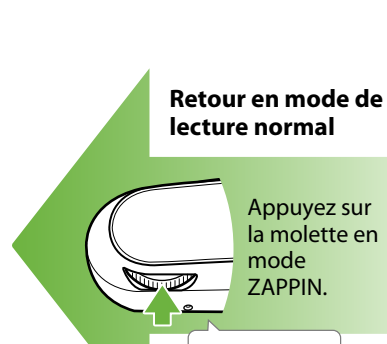 Retour en mode de
lecture normal
Appuyez sur
la molette en
mode
ZAPPIN.